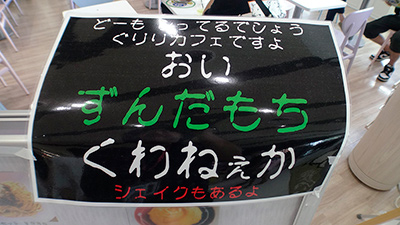 どーも ってるでしょう
ぐりりカフェですよ
おい
ずんだもち
くわねぇか
シェイクもあるよ